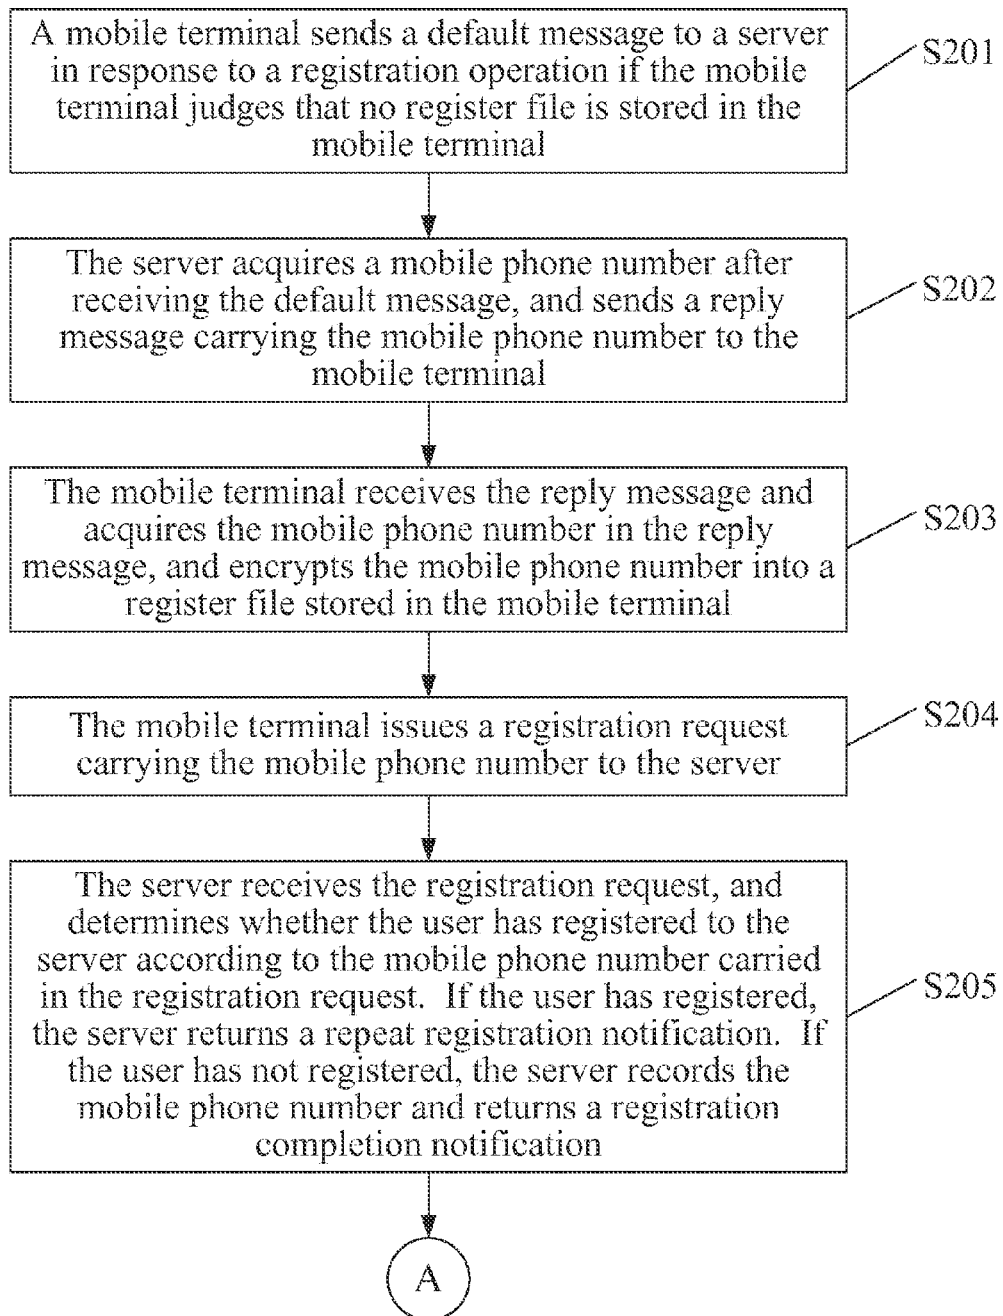 A mobile terminal sends a default message to a server
in response to a registration operation if the mobile
terminal judges that no register file is stored in the
mobile terminal
S201
The server acquires a mobile phone number after
receiving the default message, and sends a reply
message carrying the mobile phone number to the
mobile terminal
S202
The mobile terminal receives the reply message and
acquires the mobile phone number in the reply
message, and encrypts the mobile phone number into a
register file stored in the mobile terminal
S203
The mobile terminal issues a registration request
carrying the mobile phone number to the server
S204
The server receives the registration request, and
determines whether the user has registered to the
server according to the mobile phone number carried
in the registration request. If the user has registered,
the server returns a repeat registration notification. If
the user has not registered, the server records the
mobile phone number and returns a registration
completion notification
S205
A